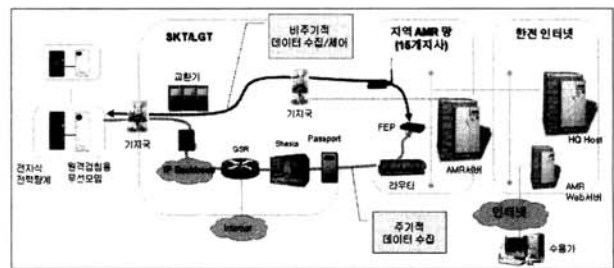 SKT/LGT
비주기적
데이터 수집/제어
지역 AMR 망
(15개지사)
한전 인터넷
교환기
기지국
기지국
FEP
HQ Host
전자식
전력량계
원격검침용
무선모뎀
IP Backbone
GSR
Shasta
Passport
라우터
AMR서버
AMR
Web서버
Internet
주기적
데이터 수집
인터넷
수용가